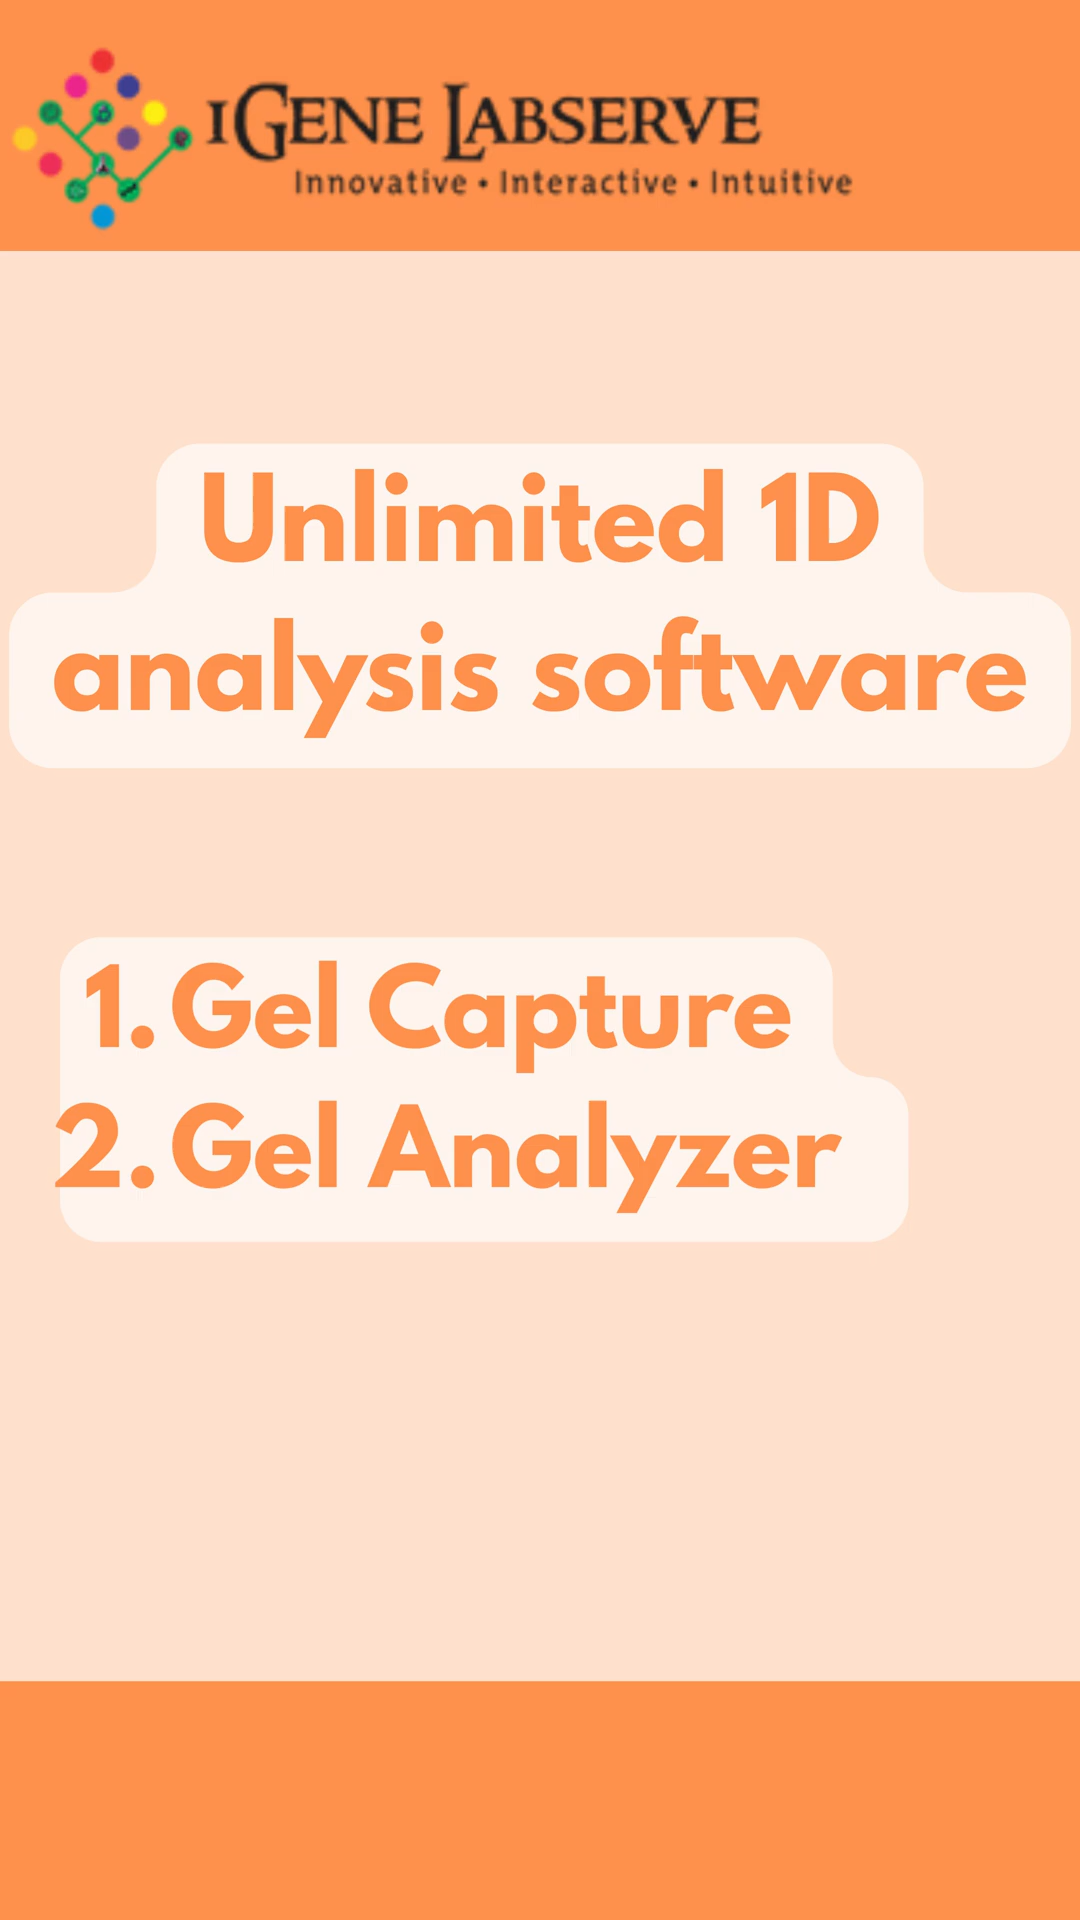 iGene Labserve
Innovative • Interactive • Intuitive
Unlimited 1D
analysis software
1. Gel Capture
2. Gel Analyzer